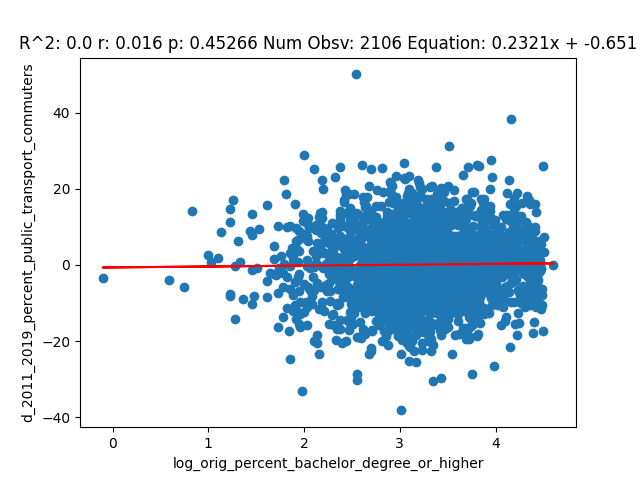 R^2: 0.0 r: 0.016 p: 0.45266 Num Obsv: 2106 Equation: 0.2321x + -0.651
d_2011_2019_percent_public_transport_commuters
40
20
0
−20
−40
0 1 2 3 4
log_orig_percent_bachelor_degree_or_higher